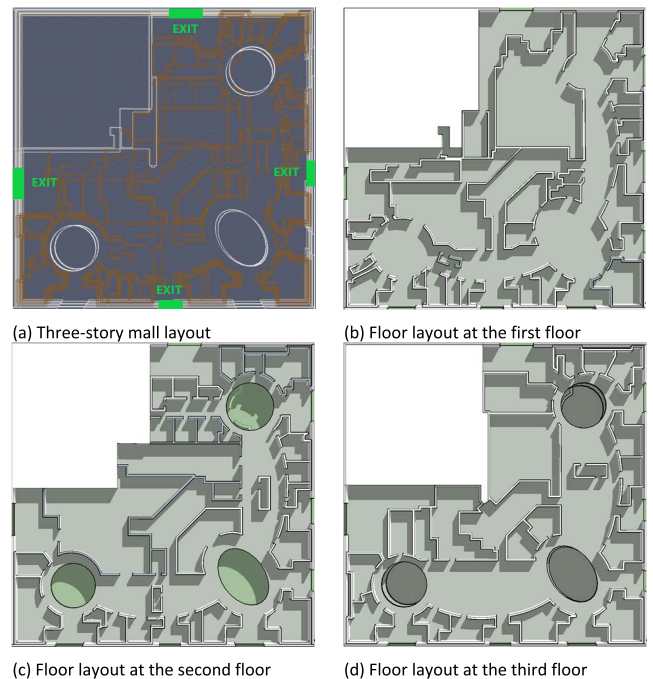 EXIT
EXIT
EXIT
EXIT
(a) Three-story mall layout
(b) Floor layout at the first floor
(c) Floor layout at the second floor
(d) Floor layout at the third floor